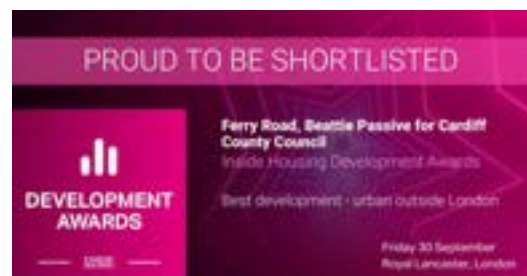 PROUD TO BE SHORTLISTED
Ferry Road, Beattie Passive for Cardiff
County Council
Inside Housing Development Awards
Best development - urban outside London
DEVELOPMENT
AWARDS
Friday 30 September
Royal Lancaster, London